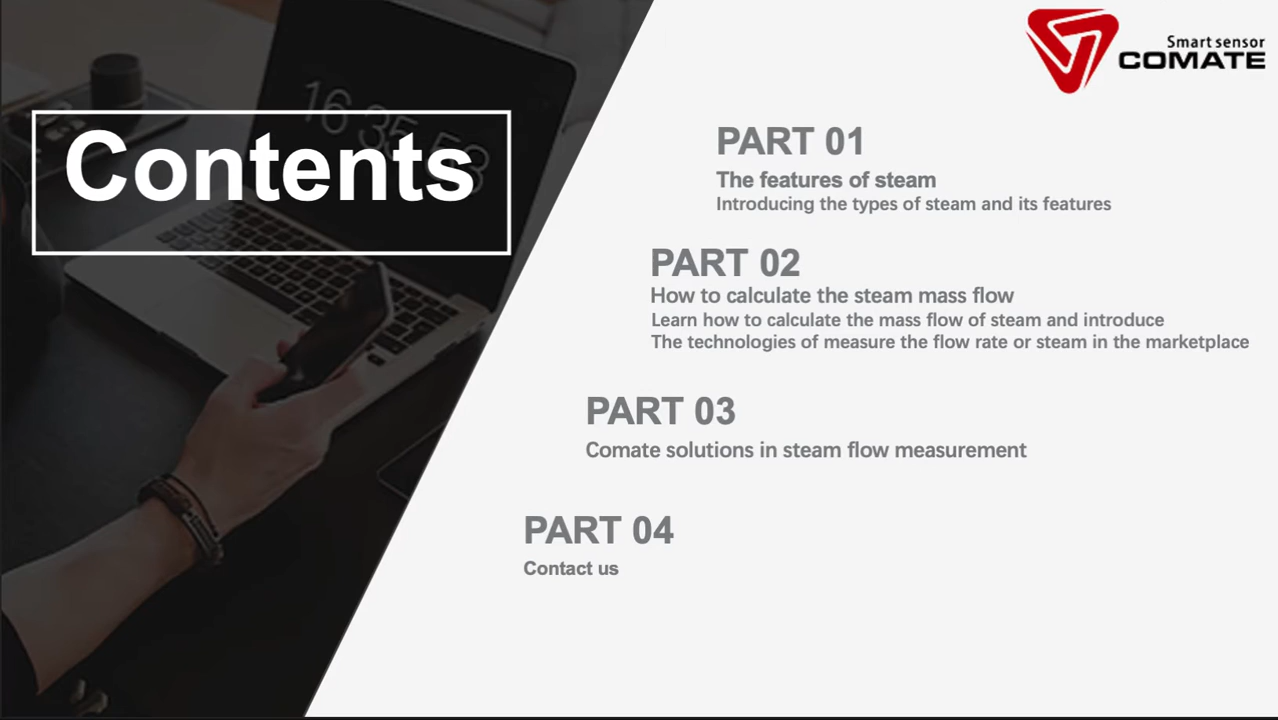 Smart sensor
COMATE
16 35 58
Contents
PART 01
The features of steam
Introducing the types of steam and its features
PART 02
How to calculate the steam mass flow
Learn how to calculate the mass flow of steam and introduce
The technologies of measure the flow rate or steam in the marketplace
PART 03
Comate solutions in steam flow measurement
PART 04
Contact us